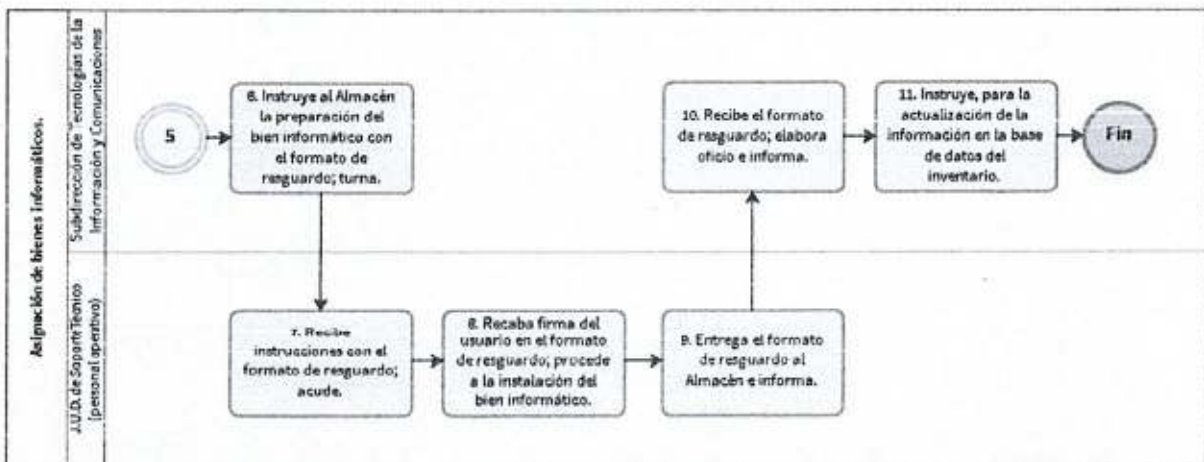 Asignación de bienes informáticos.
Subdirección de Tecnologías de la
Información y Comunicaciones
5
6. Instruye al Almacén
la preparación del
bien informático con
el formato de
resguardo; turna.
10. Recibe el formato
de resguardo; elabora
oficio e informa.
11. Instruye, para la
actualización de la
información en la base
de datos del
inventario.
Fin
J.U.D. de Soporte Técnico
(personal operativo)
7. Recibe
instrucciones con el
formato de resguardo;
acude.
8. Recaba firma del
usuario en el formato
de resguardo; procede
a la instalación del
bien informático.
9. Entrega el formato
de resguardo al
Almacén e informa.